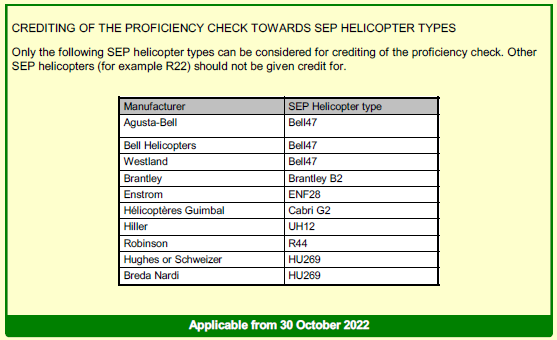 CREDITING OF THE PROFICIENCY CHECK TOWARDS SEP HELICOPTER TYPES
Only the following SEP helicopter types can be considered for crediting of the proficiency check. Other
SEP helicopters (for example R22) should not be given credit for.
Manufacturer SEP Helicopter type
Agusta-Bell Bell47
Bell Helicopters Bell47
Westland Bell47
Brantley Brantley B2
Enstrom ENF28
Hélicoptères Guimbal Cabri G2
Hiller UH12
Robinson R44
Hughes or Schweizer HU269
Breda Nardi HU269
Applicable from 30 October 2022